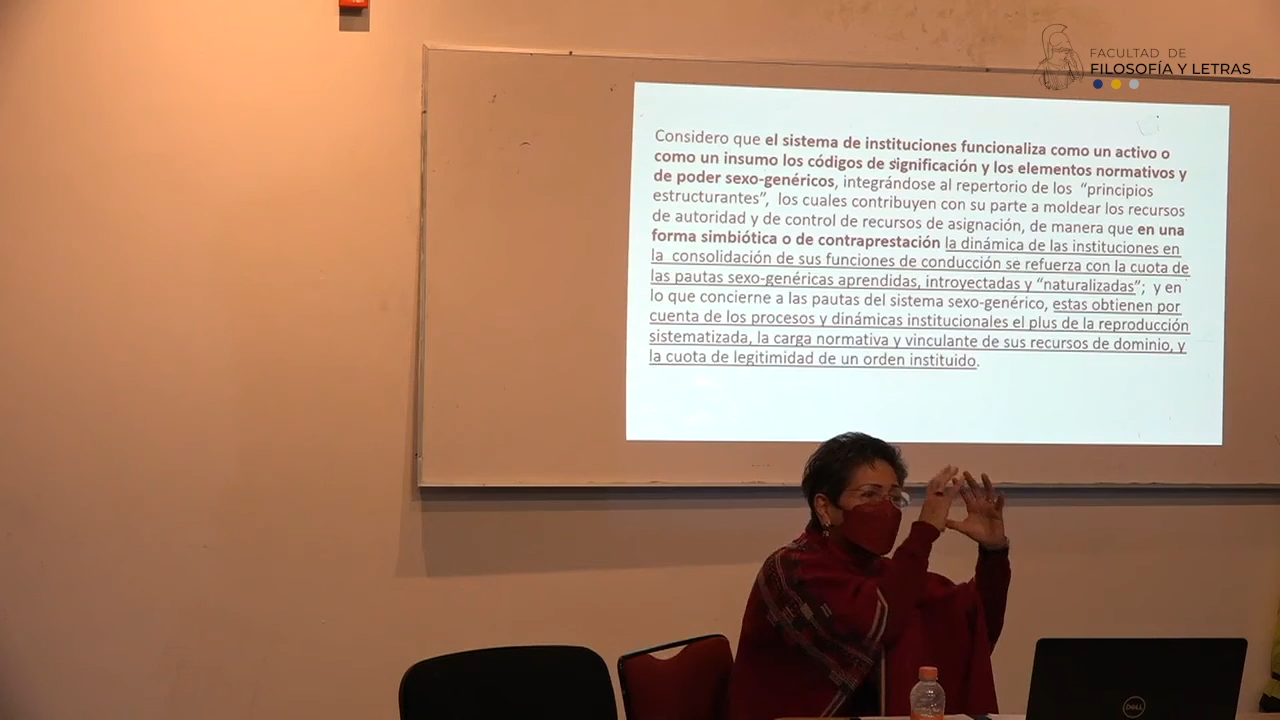 FACULTAD DE
FILOSOFÍA Y LETRAS
Considero que el sistema de instituciones funcionaliza como un activo o
como un insumo los códigos de significación y los elementos normativos y
de poder sexo-genéricos, integrándose al repertorio de los “principios
estructurantes”, los cuales contribuyen con su parte a moldear los recursos
de autoridad y de control de recursos de asignación, de manera que en una
forma simbiótica o de contraprestación la dinámica de las instituciones en
la consolidación de sus funciones de conducción se refuerza con la cuota de
las pautas sexo-genéricas aprendidas, introyectadas y “naturalizadas”; y en
lo que concierne a las pautas del sistema sexo-genérico, estas obtienen por
cuenta de los procesos y dinámicas institucionales el plus de la reproducción
sistematizada, la carga normativa y vinculante de sus recursos de dominio, y
la cuota de legitimidad de un orden instituido.
DELL